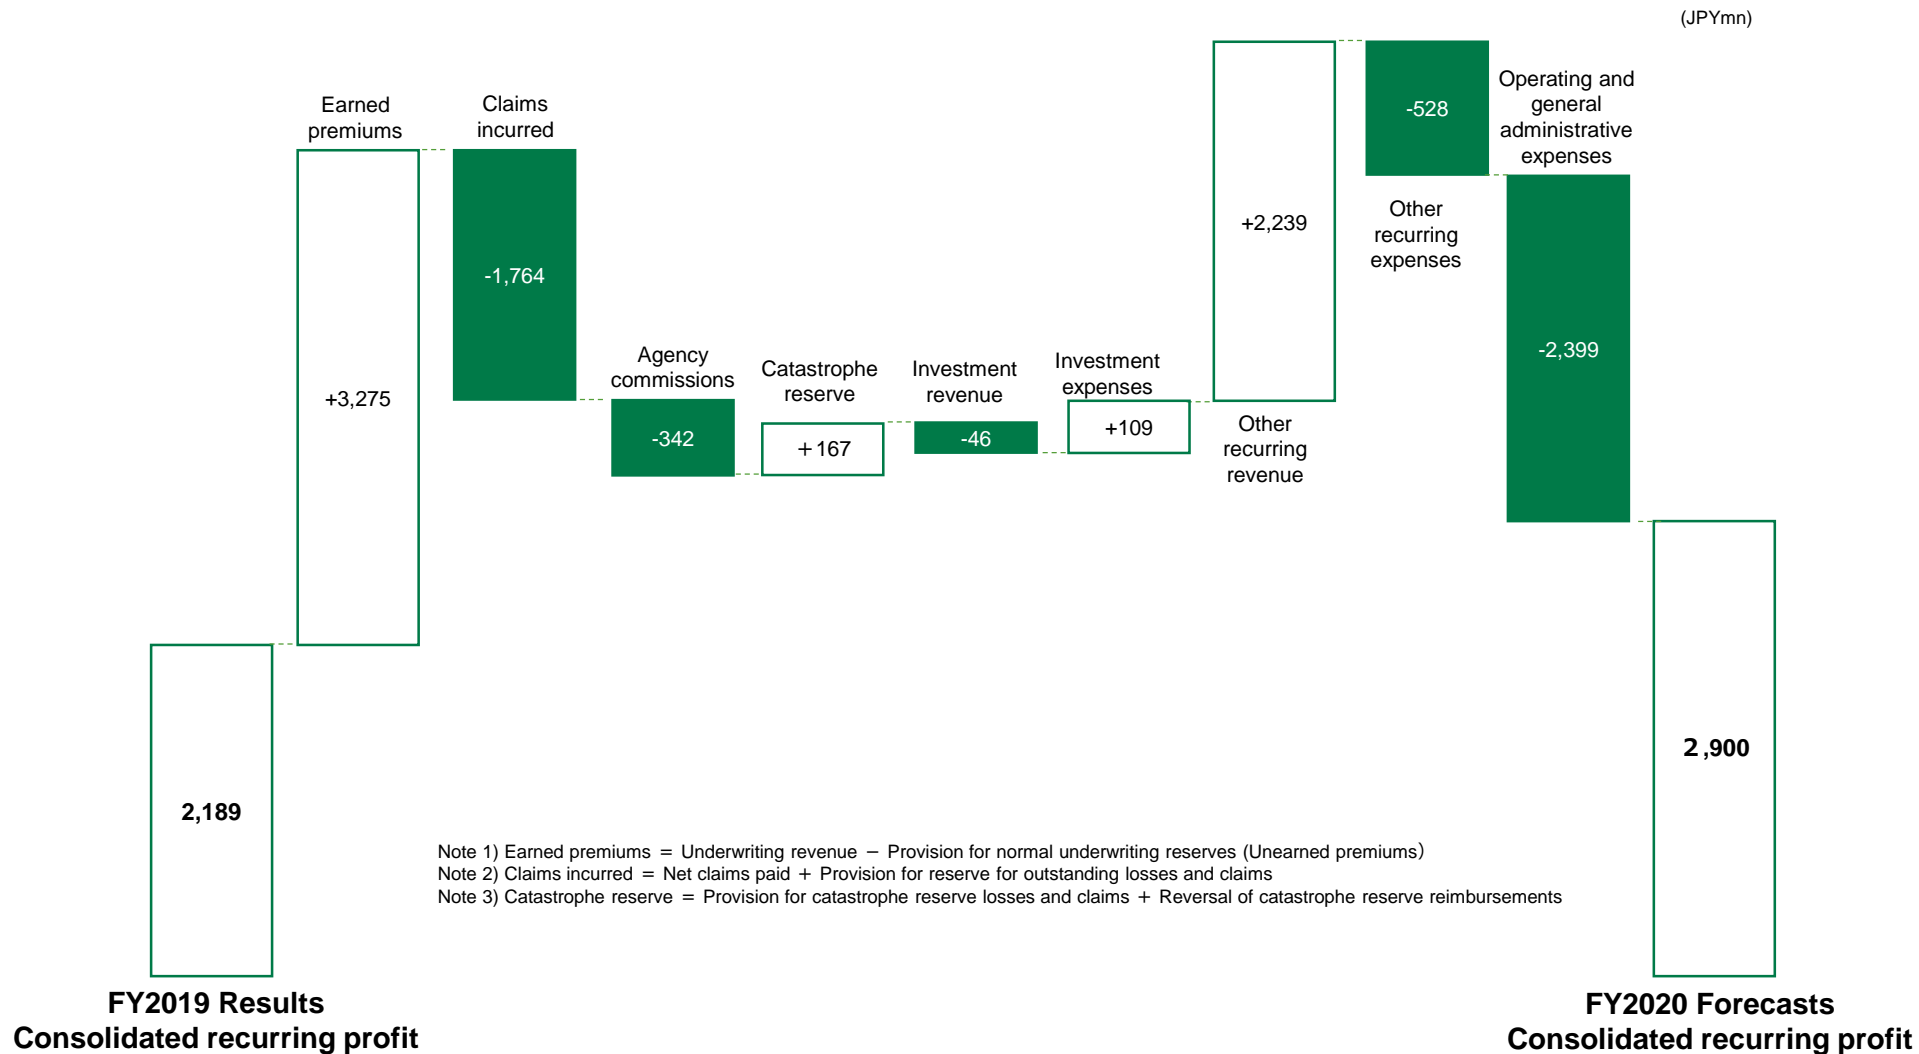 (JPYmn)
Earned
premiums
+3,275
Claims
incurred
-1,764
Agency
commissions
-342
Catastrophe
reserve
+167
Investment
revenue
-46
Investment
expenses
+109
+2,239
Other
recurring
revenue
-528
Other
recurring
expenses
Operating and
general
administrative
expenses
-2,399
2,189
2,900
Note 1) Earned premiums = Underwriting revenue − Provision for normal underwriting reserves (Unearned premiums)
Note 2) Claims incurred = Net claims paid + Provision for reserve for outstanding losses and claims
Note 3) Catastrophe reserve = Provision for catastrophe reserve losses and claims + Reversal of catastrophe reserve reimbursements
FY2019 Results
Consolidated recurring profit
FY2020 Forecasts
Consolidated recurring profit